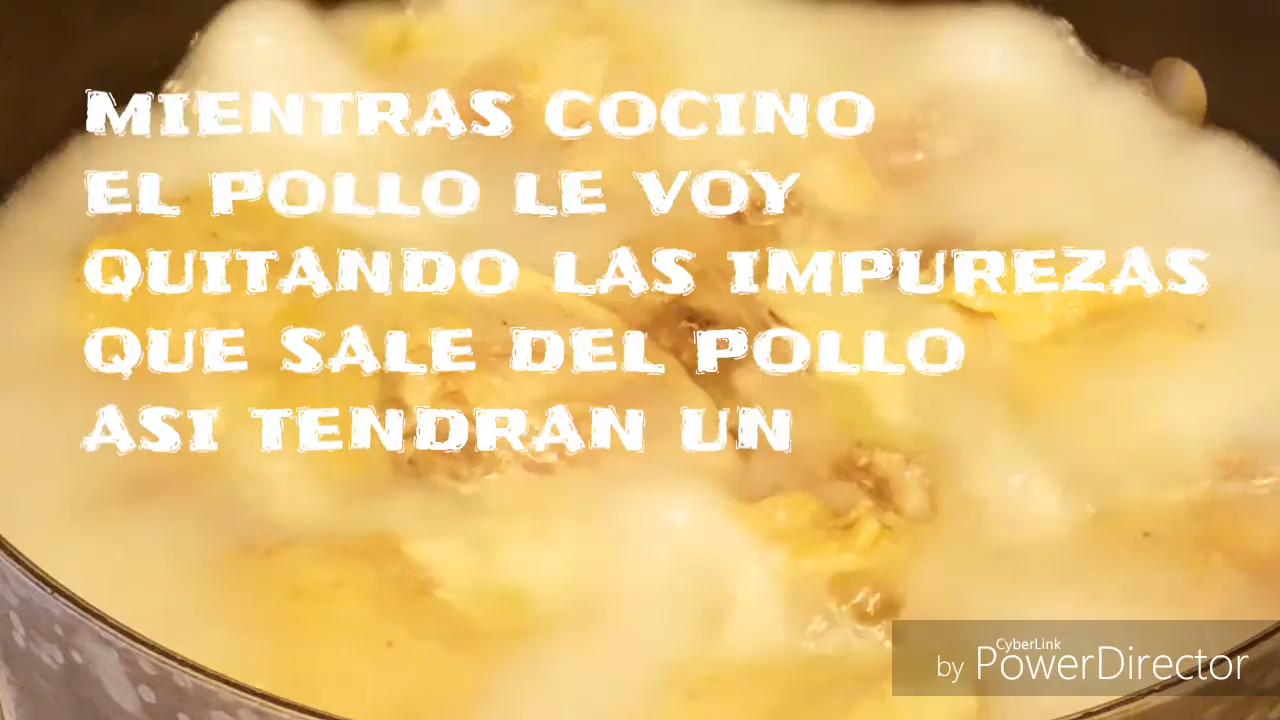 MIENTRAS COCINO
EL POLLO LE VOY
QUITANDO LAS IMPUREZAS
QUE SALE DEL POLLO
ASI TENDRAN UN
CyberLink
by PowerDirector